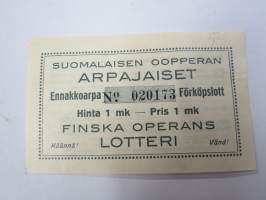 SUOMALAISEN OOPPERAN
ARPAJAISET
Ennakkoarpa No 020173 Förköpslott
Hinta 1 mk — Pris 1 mk
FINSKA OPERANS
Käännä! LOTTERI Vänd!